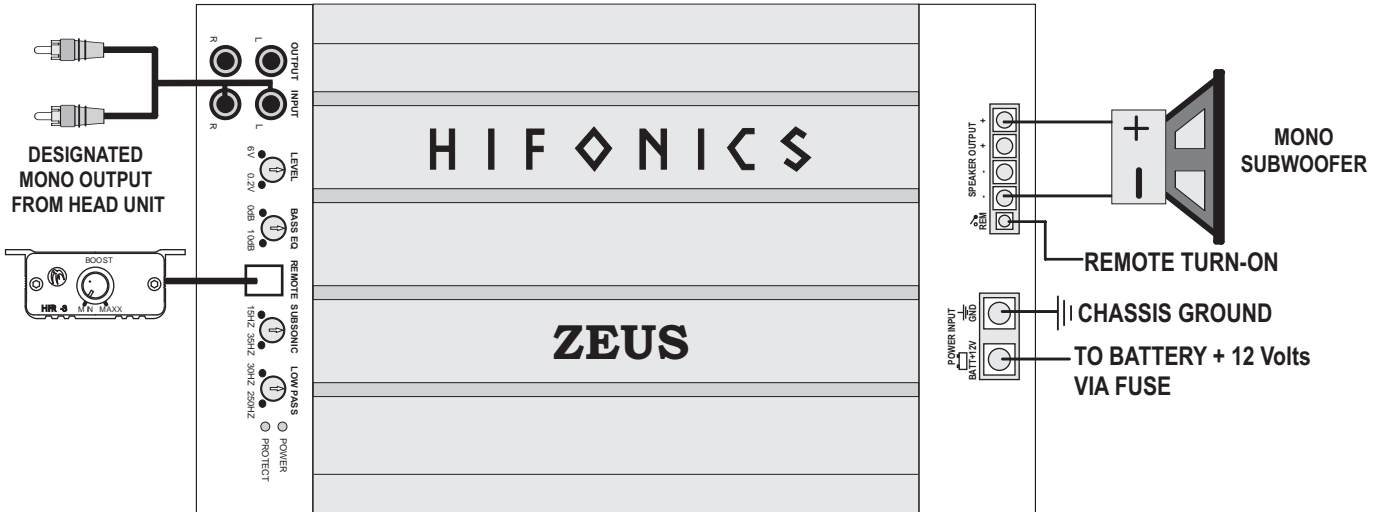 OUTPUT
INPUT
R
L
R
L
DESIGNATED
MONO OUTPUT
FROM HEAD UNIT
LEVEL
6V
0.2V
BASS EQ
0dB
10dB
REMOTE
BOOST
MIN
MAXX
HFR -3
SUBSONIC
15HZ
35HZ
LOW PASS
30HZ
250HZ
POWER
PROTECT
HIFONICS
ZEUS
SPEAKER OUTPUT
+
+
-
-
REM
+
−
MONO
SUBWOOFER
REMOTE TURN-ON
POWER INPUT
GND
BATT+12V
CHASSIS GROUND
TO BATTERY + 12 Volts
VIA FUSE